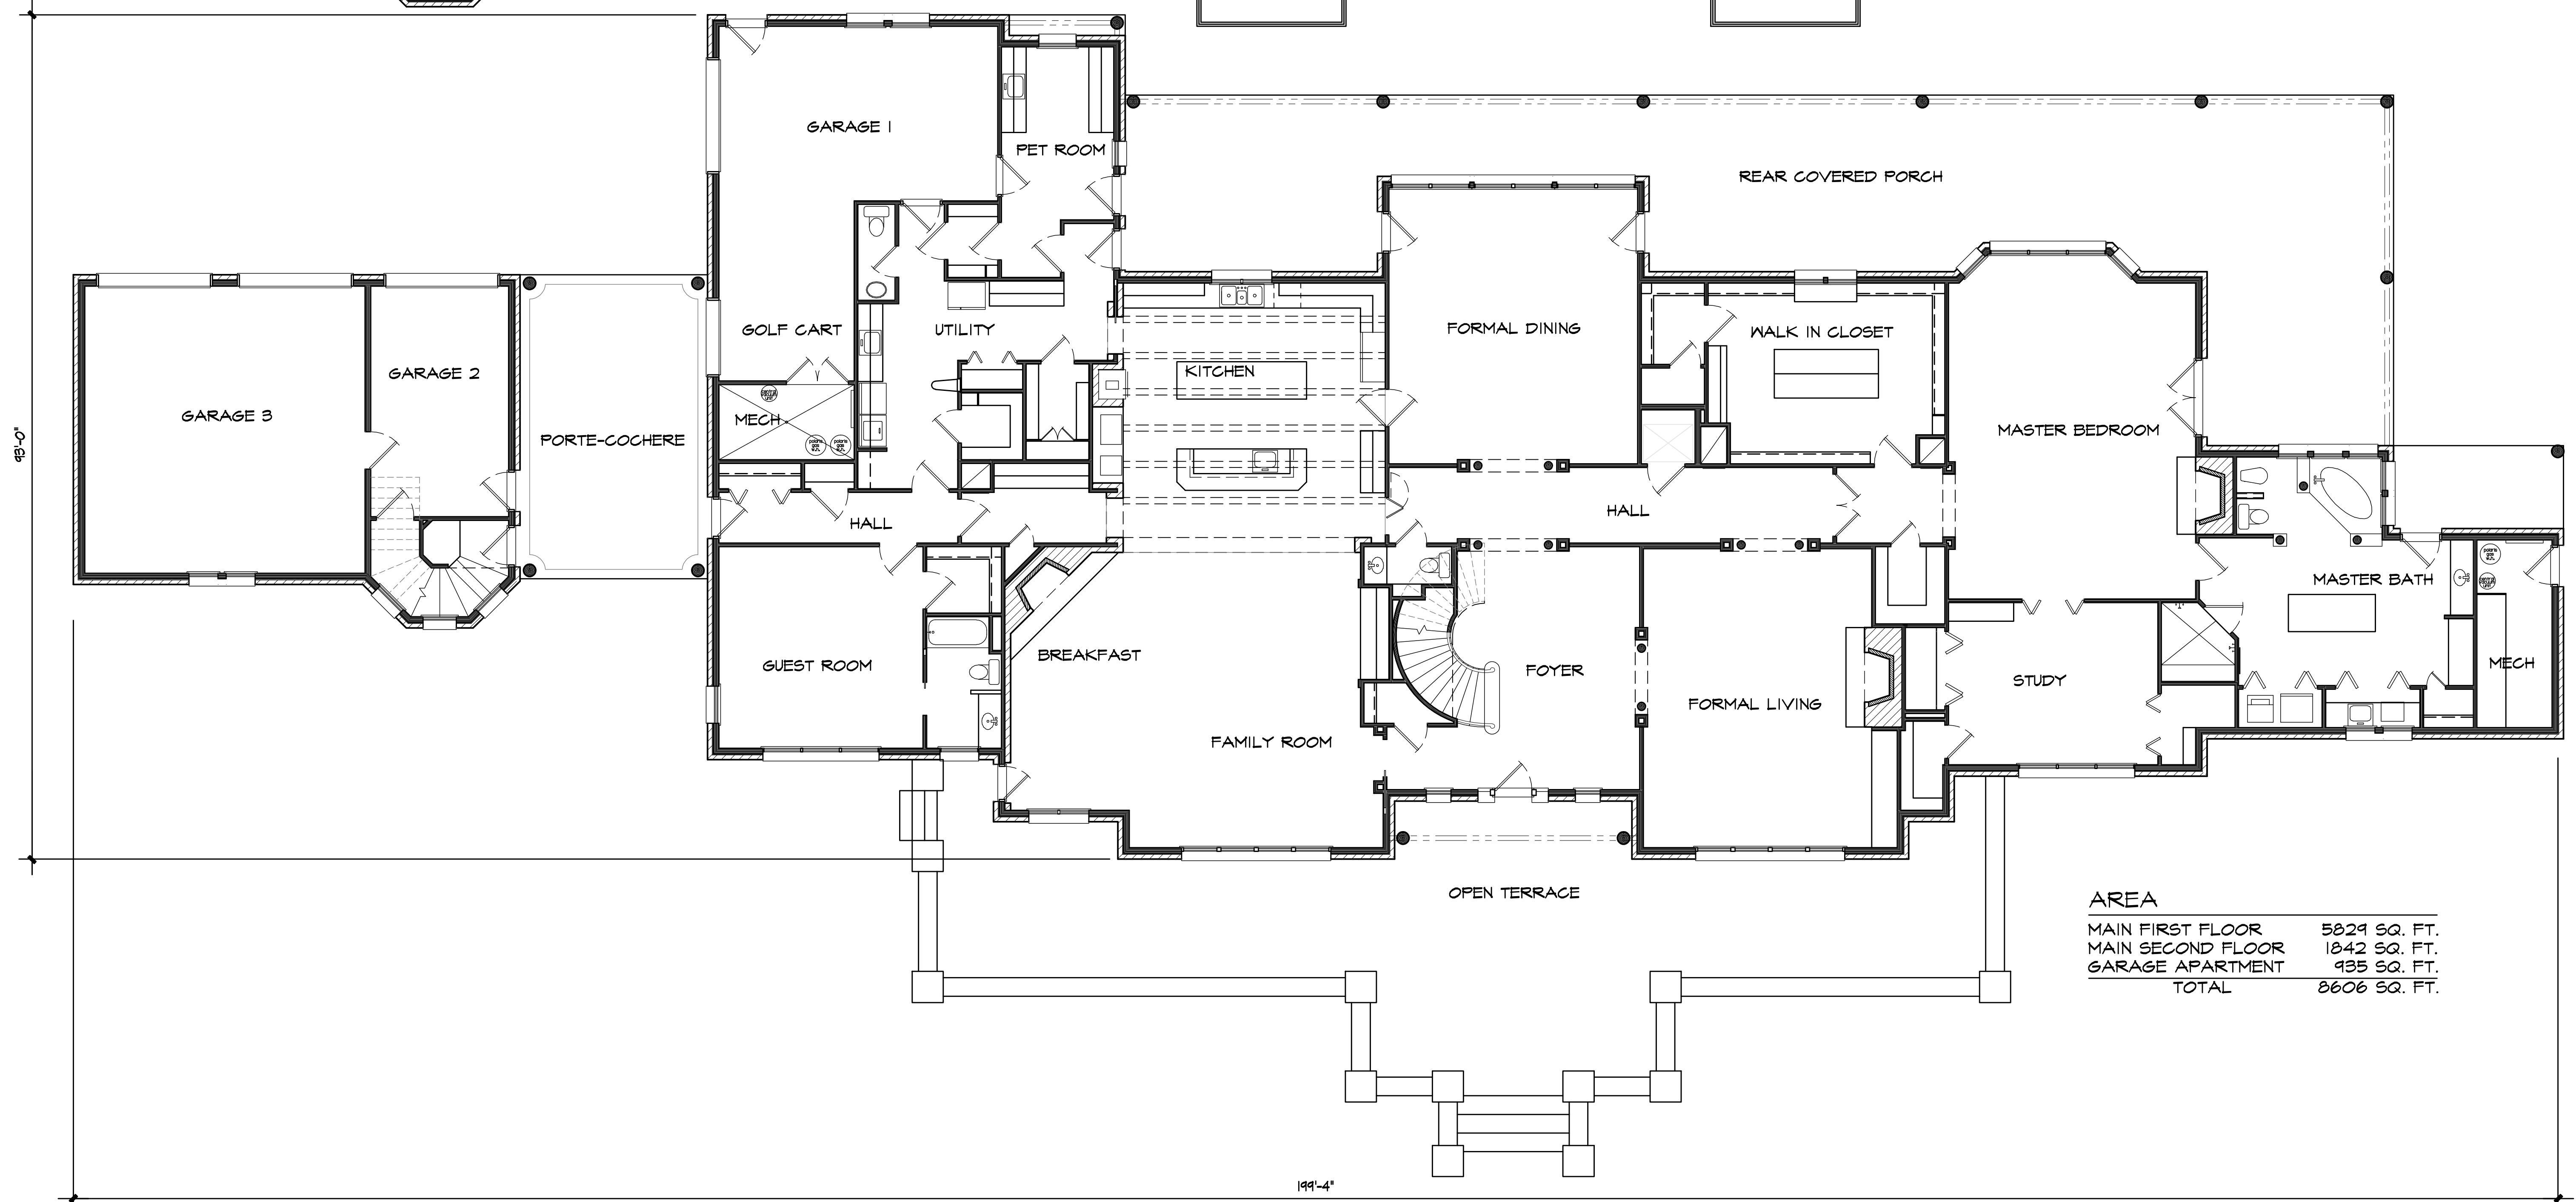 GARAGE 1
PET ROOM
REAR COVERED PORCH
GOLF CART
UTILITY
FORMAL DINING
WALK IN CLOSET
GARAGE 2
KITCHEN
GARAGE 3
MECH
PORTE-COCHERE
MASTER BEDROOM
93'-0"
HALL
HALL
MASTER BATH
BREAKFAST
GUEST ROOM
FOYER
MECH
STUDY
FORMAL LIVING
FAMILY ROOM
OPEN TERRACE
AREA
MAIN FIRST FLOOR 5829 SQ. FT.
MAIN SECOND FLOOR 1842 SQ. FT.
GARAGE APARTMENT 935 SQ. FT.
TOTAL 8606 SQ. FT.
199'-4"